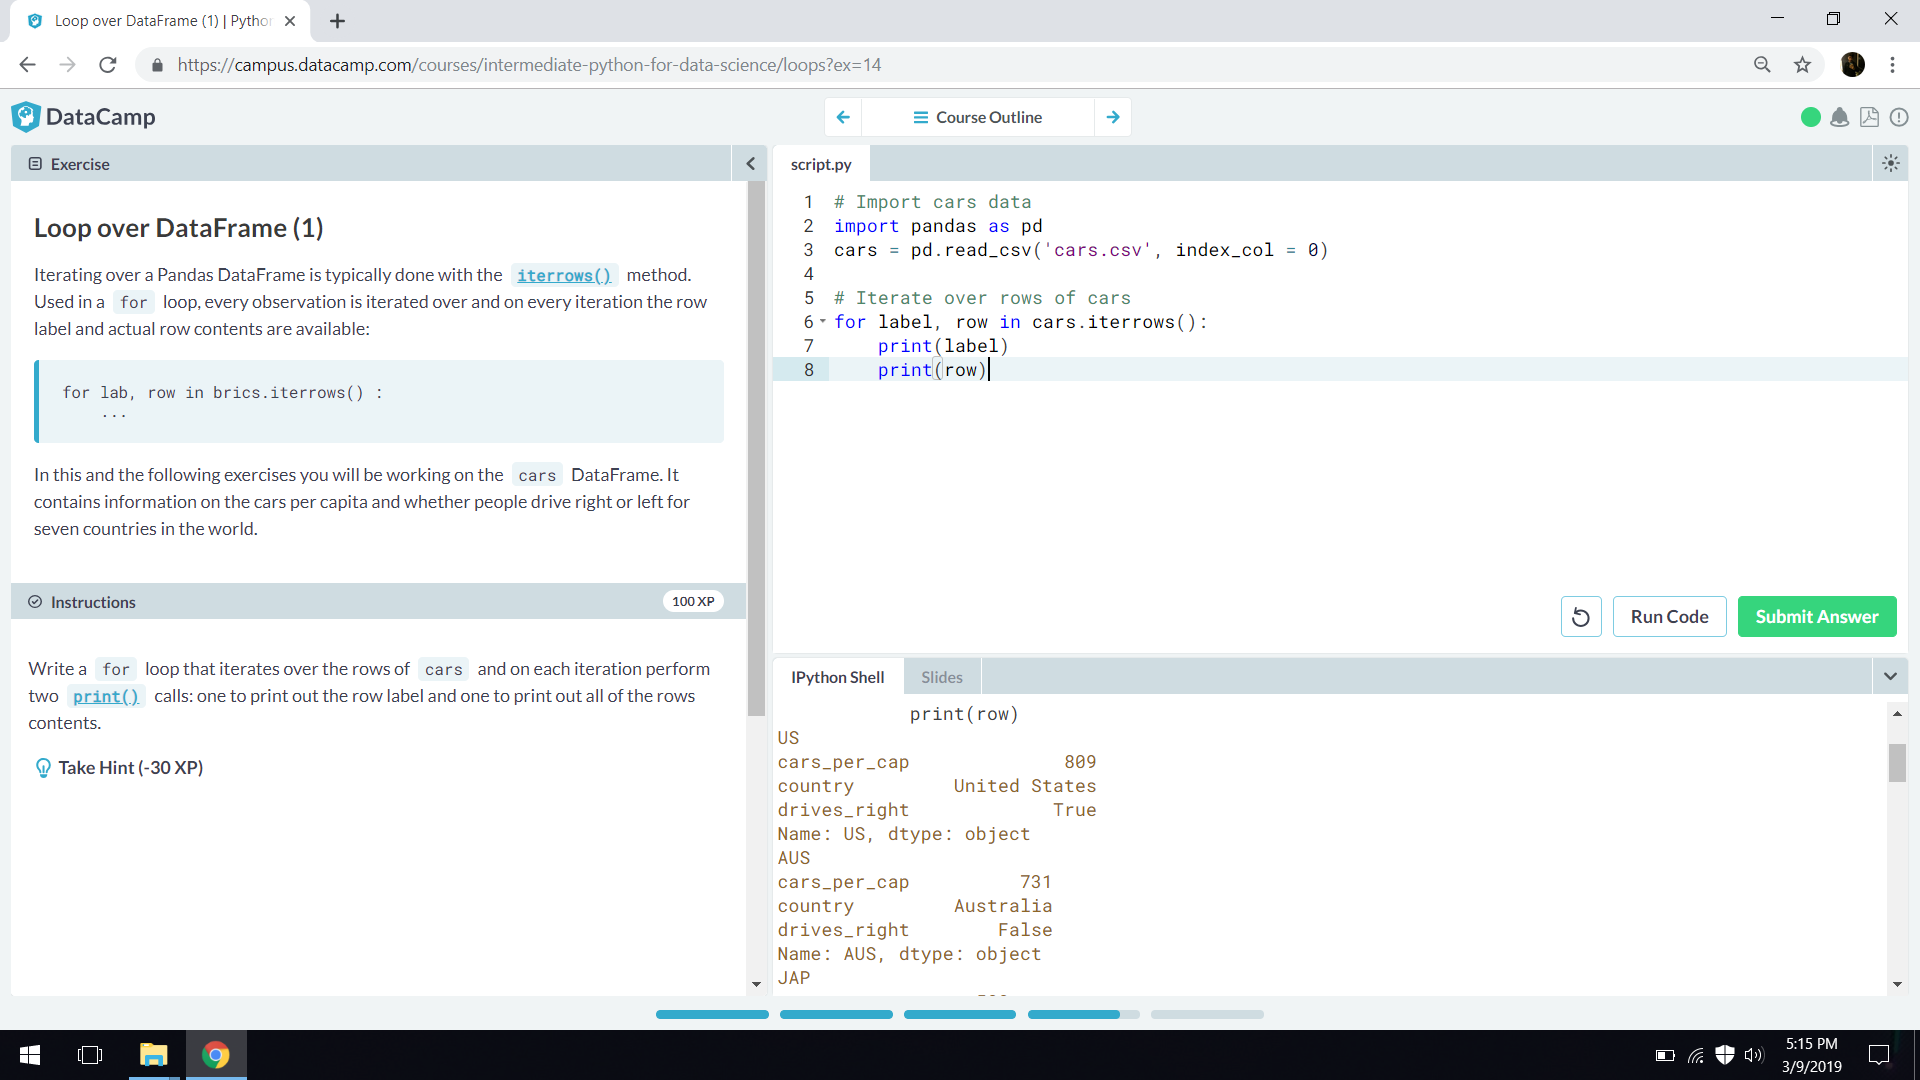 Loop over DataFrame (1) | Pytho
https://campus.datacamp.com/courses/intermediate-python-for-data-science/loops?ex=14
DataCamp
Course Outline
Exercise
Loop over DataFrame (1)
Iterating over a Pandas DataFrame is typically done with the iterrows() method.
Used in a for loop, every observation is iterated over and on every iteration the row
label and actual row contents are available:
for lab, row in brics.iterrows() :
    ...
In this and the following exercises you will be working on the cars DataFrame. It
contains information on the cars per capita and whether people drive right or left for
seven countries in the world.
Instructions
100 XP
Write a for loop that iterates over the rows of cars and on each iteration perform
two print() calls: one to print out the row label and one to print out all of the rows
contents.
Take Hint (-30 XP)
script.py
1 # Import cars data
2 import pandas as pd
3 cars = pd.read_csv('cars.csv', index_col = 0)
4
5 # Iterate over rows of cars
6 for label, row in cars.iterrows():
7     print(label)
8     print(row)
Run Code
Submit Answer
IPython Shell
Slides
print(row)
US
cars_per_cap              809
country         United States
drives_right             True
Name: US, dtype: object
AUS
cars_per_cap          731
country         Australia
drives_right        False
Name: AUS, dtype: object
JAP
5:15 PM
3/9/2019